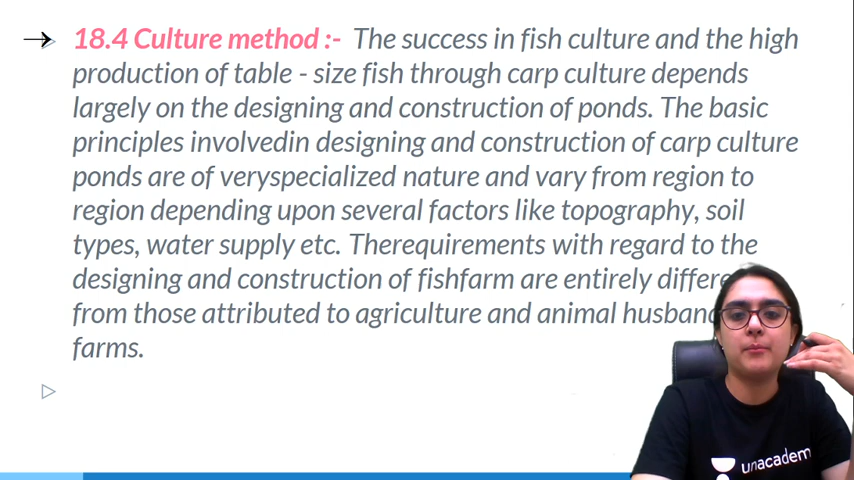 18.4 Culture method :- The success in fish culture and the high
production of table - size fish through carp culture depends
largely on the designing and construction of ponds. The basic
principles involvedin designing and construction of carp culture
ponds are of veryspecialized nature and vary from region to
region depending upon several factors like topography, soil
types, water supply etc. Therequirements with regard to the
designing and construction of fishfarm are entirely differe
from those attributed to agriculture and animal husban
farms.
unacadem